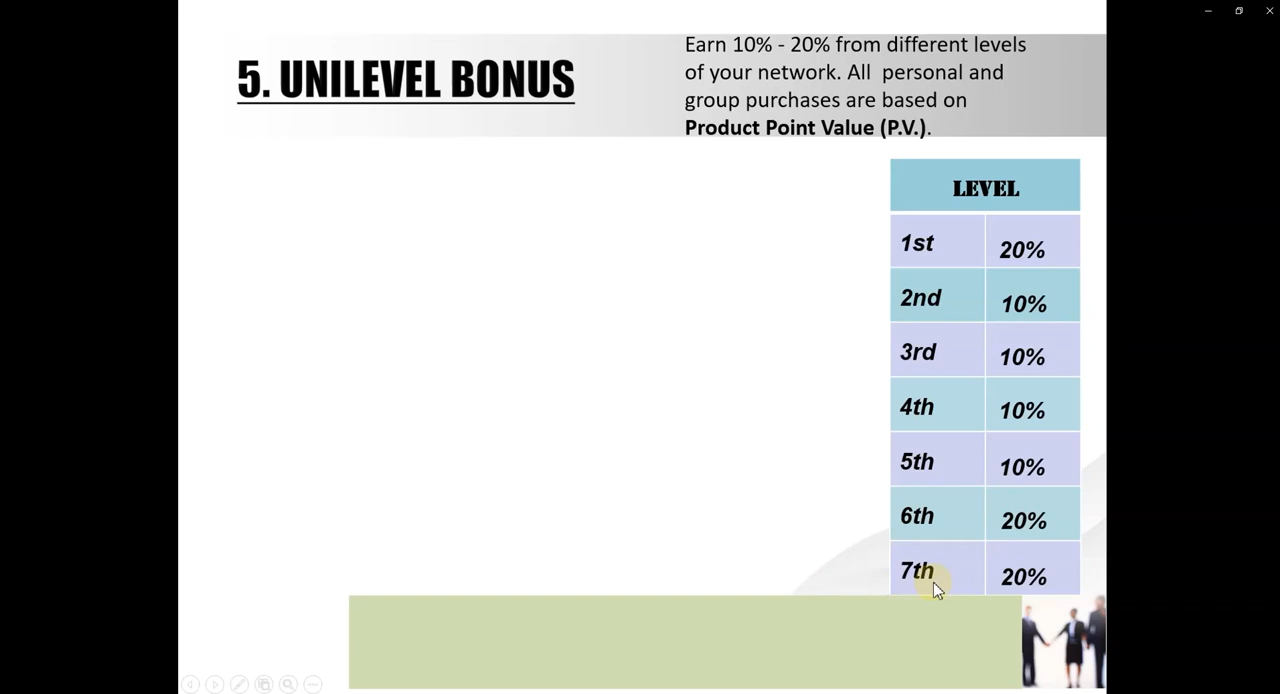 5. UNILEVEL BONUS
Earn 10% - 20% from different levels
of your network. All personal and
group purchases are based on
Product Point Value (P.V.).
LEVEL
1st 20%
2nd 10%
3rd 10%
4th 10%
5th 10%
6th 20%
7th 20%